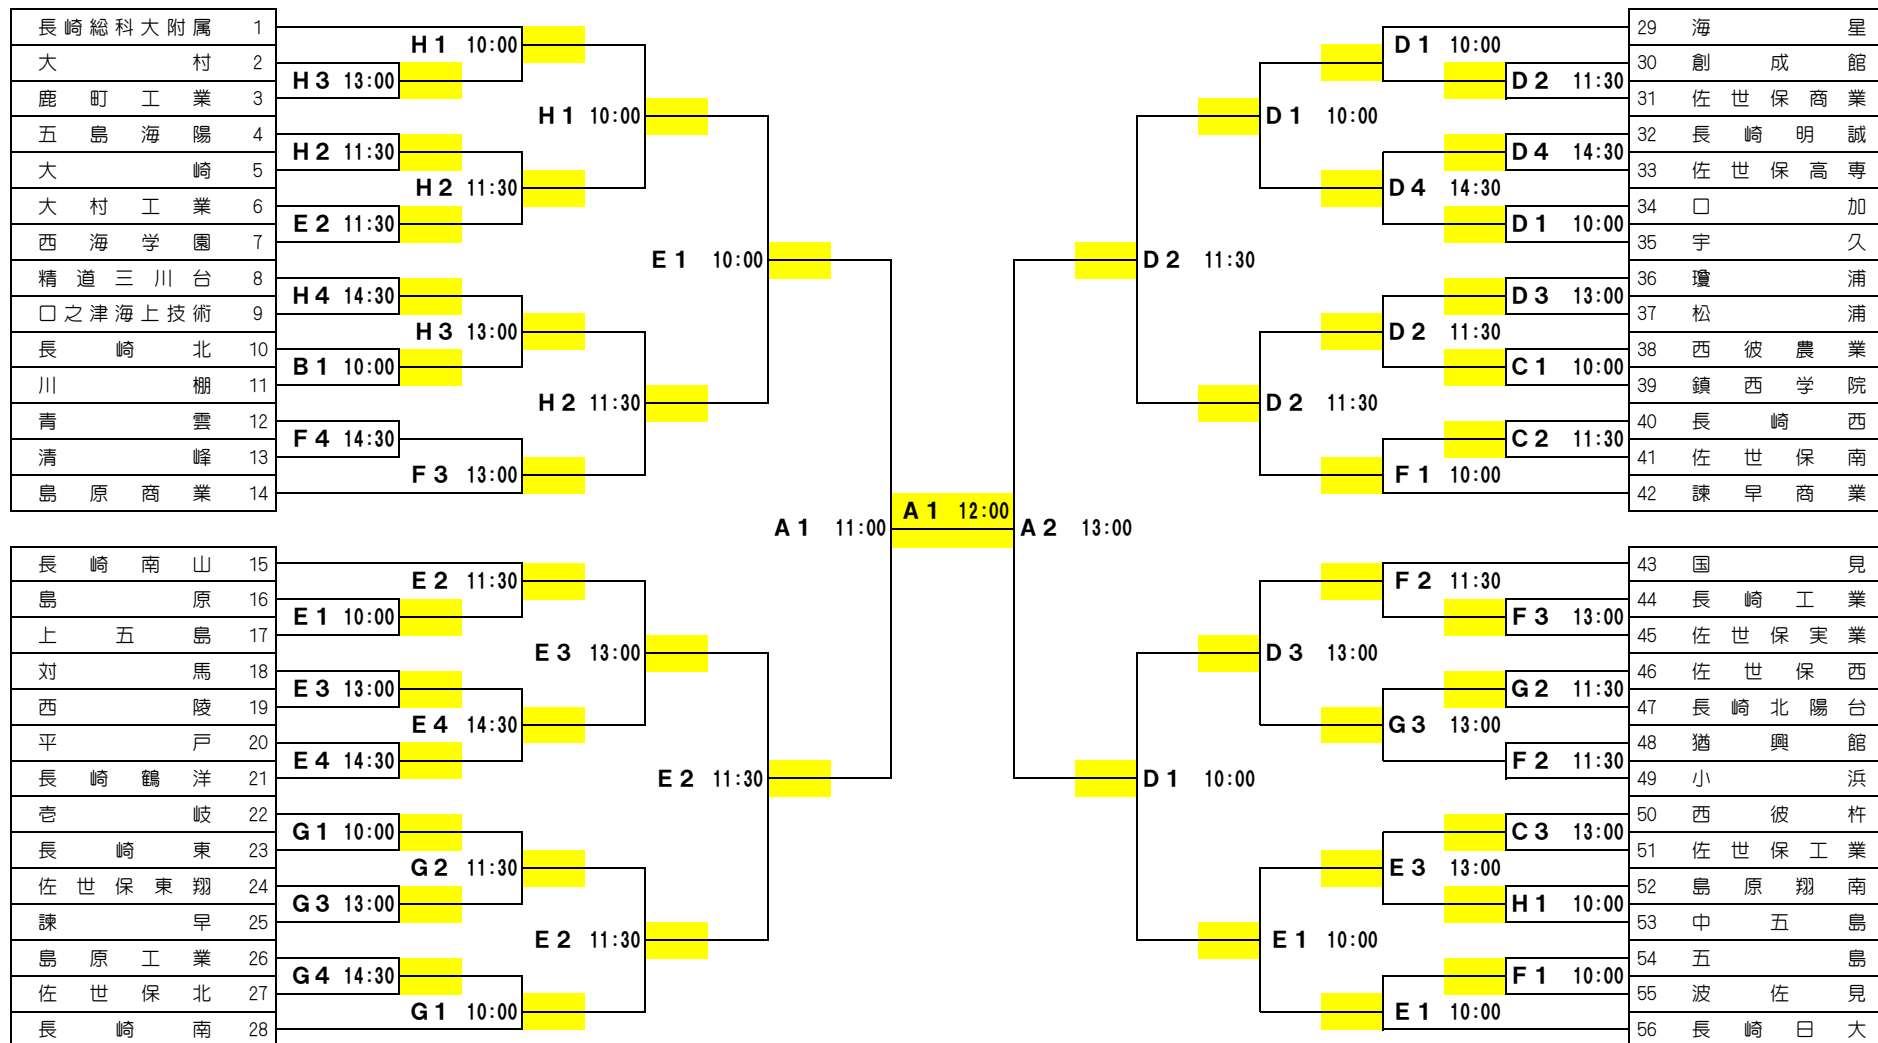 長崎総科大附属 1
大村 2
鹿町工業 3
五島海陽 4
大崎 5
大村工業 6
西海学園 7
精道三川台 8
口之津海上技術 9
長崎北 10
川棚 11
青雲 12
清峰 13
島原商業 14
H1 10:00
H3 13:00
H1 10:00
H2 11:30
H2 11:30
E2 11:30
E1 10:00
H4 14:30
H3 13:00
B1 10:00
H2 11:30
F4 14:30
F3 13:00
長崎南山 15
島原 16
上五島 17
対馬 18
西陵 19
平戸 20
長崎鶴洋 21
壱岐 22
長崎東 23
佐世保東翔 24
諫早 25
島原工業 26
佐世保北 27
長崎南 28
E2 11:30
E1 10:00
E3 13:00
E3 13:00
E4 14:30
E4 14:30
E2 11:30
G1 10:00
G2 11:30
G3 13:00
E2 11:30
G4 14:30
G1 10:00
A1 11:00
A1 12:00
A2 13:00
29 海星
30 創成館
31 佐世保商業
32 長崎明誠
33 佐世保高専
34 口加
35 宇久
36 瓊浦
37 松浦
38 西彼農業
39 鎮西学院
40 長崎西
41 佐世保南
42 諫早商業
D1 10:00
D2 11:30
D1 10:00
D4 14:30
D4 14:30
D1 10:00
D2 11:30
D3 13:00
D2 11:30
C1 10:00
D2 11:30
C2 11:30
F1 10:00
43 国見
44 長崎工業
45 佐世保実業
46 佐世保西
47 長崎北陽台
48 猶興館
49 小浜
50 西彼杵
51 佐世保工業
52 島原翔南
53 中五島
54 五島
55 波佐見
56 長崎日大
F2 11:30
F3 13:00
D3 13:00
G2 11:30
G3 13:00
F2 11:30
D1 10:00
C3 13:00
E3 13:00
H1 10:00
E1 10:00
F1 10:00
E1 10:00